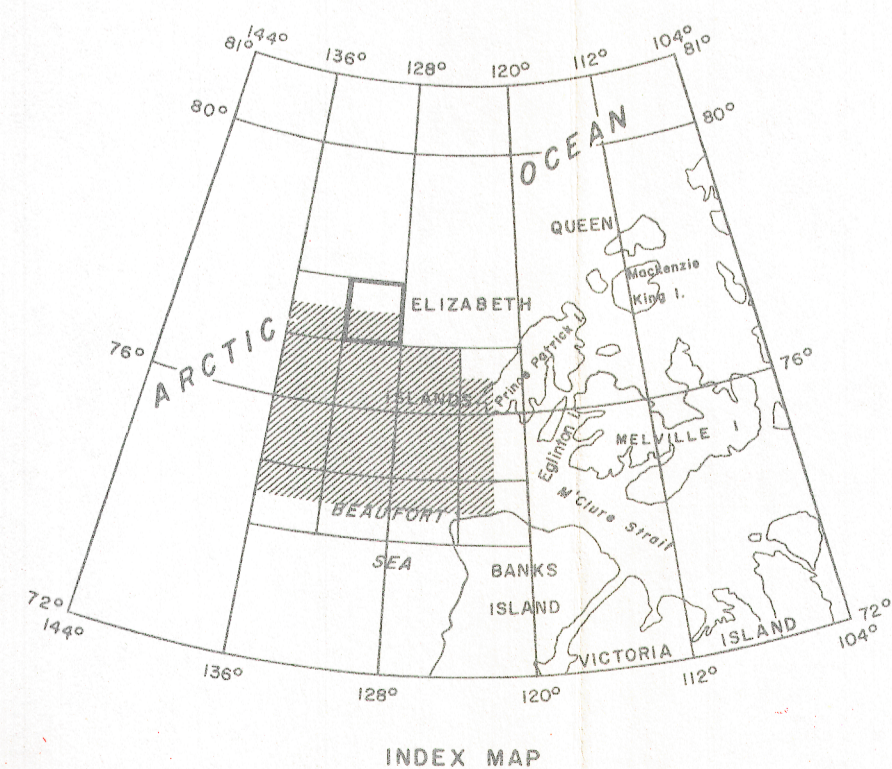 144°
81°
136°
128°
120°
112°
104°
81°
80°
80°
OCEAN
QUEEN
Mackenzie
King I.
ELIZABETH
ARCTIC
Prince Patrick I.
76°
76°
ISLANDS
Eglinton I.
MELVILLE I
M'Clure Strait
BEAUFORT
SEA
BANKS
ISLAND
VICTORIA
ISLAND
72°
144°
72°
104°
136°
128°
120°
112°
INDEX MAP